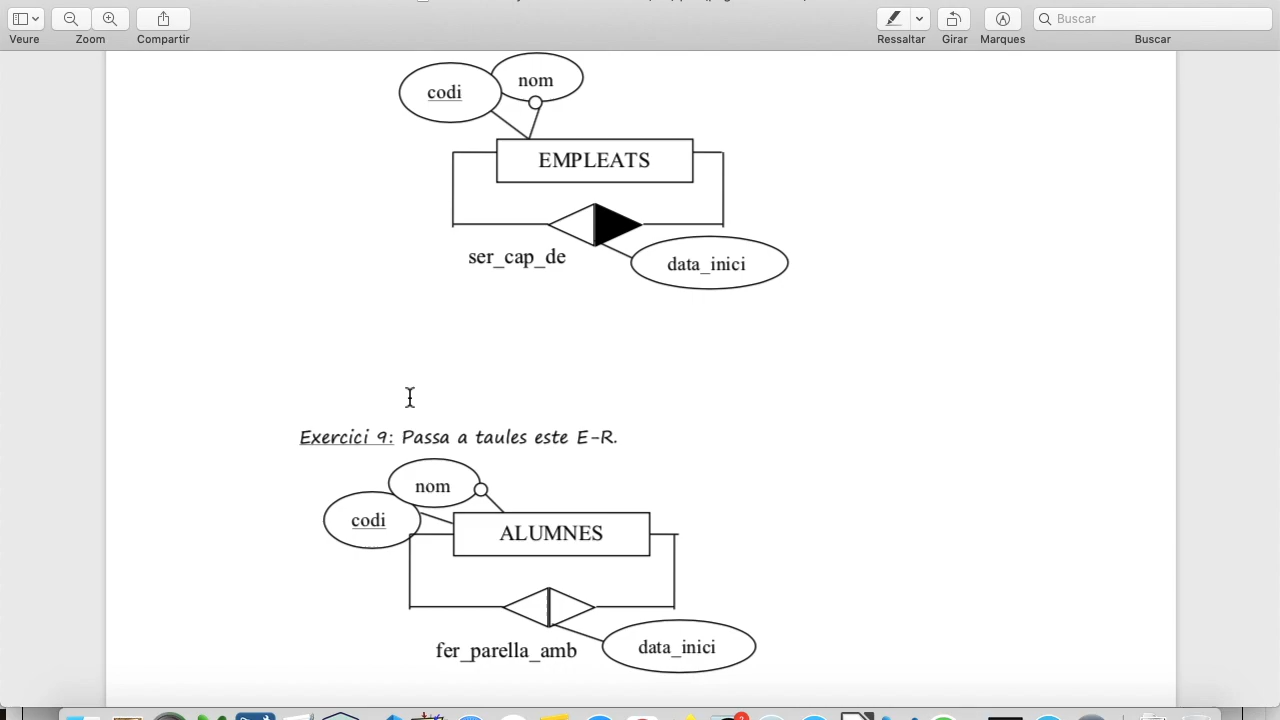 Veure
Zoom
Compartir
Ressaltar
Girar
Marques
Buscar
Buscar
codi
nom
EMPLEATS
ser_cap_de
data_inici
Exercici 9: Passa a taules este E-R.
nom
codi
ALUMNES
fer_parella_amb
data_inici